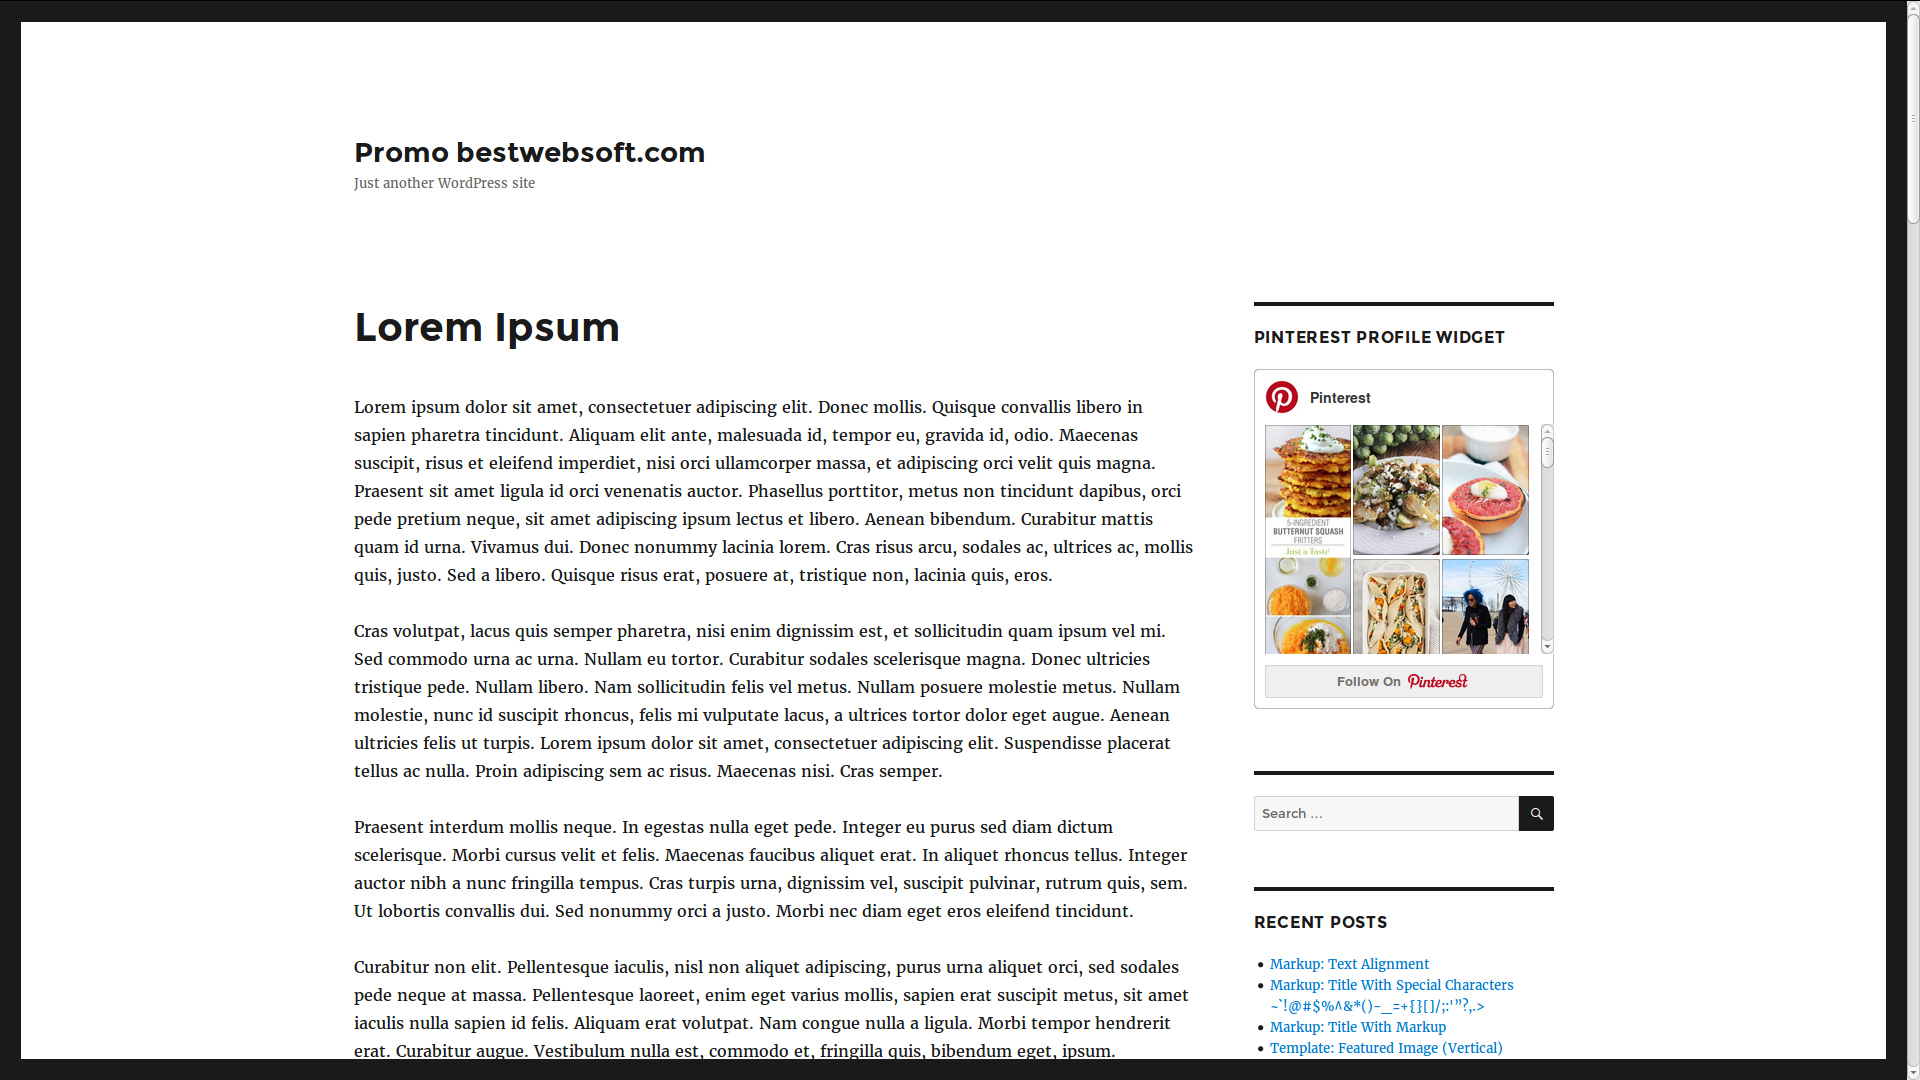 Promo bestwebsoft.com
Just another WordPress site
Lorem Ipsum
Lorem ipsum dolor sit amet, consectetuer adipiscing elit. Donec mollis. Quisque convallis libero in
sapien pharetra tincidunt. Aliquam elit ante, malesuada id, tempor eu, gravida id, odio. Maecenas
suscipit, risus et eleifend imperdiet, nisi orci ullamcorper massa, et adipiscing orci velit quis magna.
Praesent sit amet ligula id orci venenatis auctor. Phasellus porttitor, metus non tincidunt dapibus, orci
pede pretium neque, sit amet adipiscing ipsum lectus et libero. Aenean bibendum. Curabitur mattis
quam id urna. Vivamus dui. Donec nonummy lacinia lorem. Cras risus arcu, sodales ac, ultrices ac, mollis
quis, justo. Sed a libero. Quisque risus erat, posuere at, tristique non, lacinia quis, eros.
Cras volutpat, lacus quis semper pharetra, nisi enim dignissim est, et sollicitudin quam ipsum vel mi.
Sed commodo urna ac urna. Nullam eu tortor. Curabitur sodales scelerisque magna. Donec ultricies
tristique pede. Nullam libero. Nam sollicitudin felis vel metus. Nullam posuere molestie metus. Nullam
molestie, nunc id suscipit rhoncus, felis mi vulputate lacus, a ultrices tortor dolor eget augue. Aenean
ultricies felis ut turpis. Lorem ipsum dolor sit amet, consectetuer adipiscing elit. Suspendisse placerat
tellus ac nulla. Proin adipiscing sem ac risus. Maecenas nisi. Cras semper.
Praesent interdum mollis neque. In egestas nulla eget pede. Integer eu purus sed diam dictum
scelerisque. Morbi cursus velit et felis. Maecenas faucibus aliquet erat. In aliquet rhoncus tellus. Integer
auctor nibh a nunc fringilla tempus. Cras turpis urna, dignissim vel, suscipit pulvinar, rutrum quis, sem.
Ut lobortis convallis dui. Sed nonummy orci a justo. Morbi nec diam eget eros eleifend tincidunt.
Curabitur non elit. Pellentesque iaculis, nisl non aliquet adipiscing, purus urna aliquet orci, sed sodales
pede neque at massa. Pellentesque laoreet, enim eget varius mollis, sapien erat suscipit metus, sit amet
iaculis nulla sapien id felis. Aliquam erat volutpat. Nam congue nulla a ligula. Morbi tempor hendrerit
erat. Curabitur augue. Vestibulum nulla est, commodo et, fringilla quis, bibendum eget, ipsum.
PINTEREST PROFILE WIDGET
Pinterest
5-INGREDIENT
BUTTERNUT SQUASH
FRITTERS
Just a Taste
Follow On Pinterest
Search …
RECENT POSTS
Markup: Text Alignment
Markup: Title With Special Characters
~`!@#$%^&*()-_=+{}[]/;:'”?,.>
Markup: Title With Markup
Template: Featured Image (Vertical)